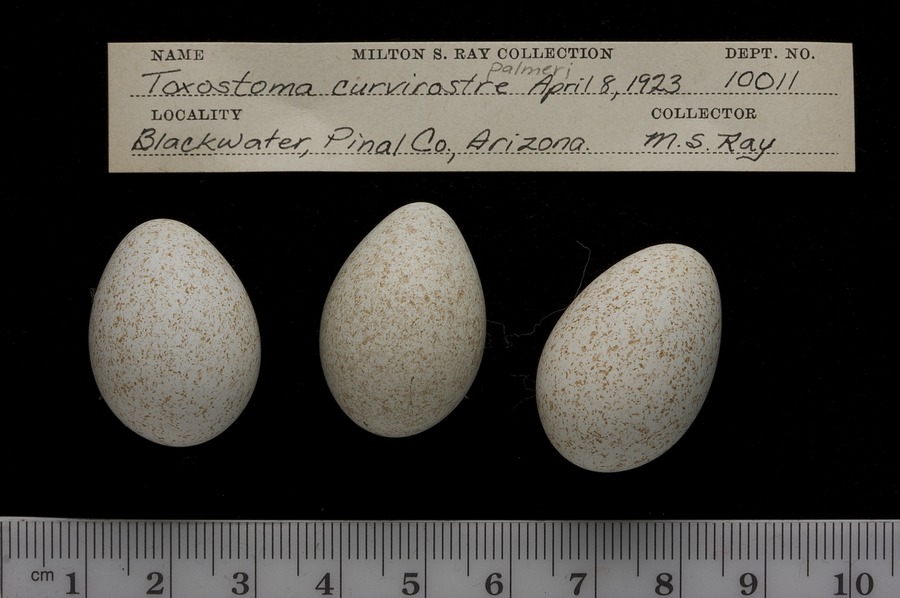 NAME MILTON S. RAY COLLECTION DEPT. NO.
palmeri
Toxostoma curvirostre April 8, 1923 10011
LOCALITY COLLECTOR
Blackwater, Pinal Co., Arizona. M. S. Ray
cm 1 2 3 4 5 6 7 8 9 10